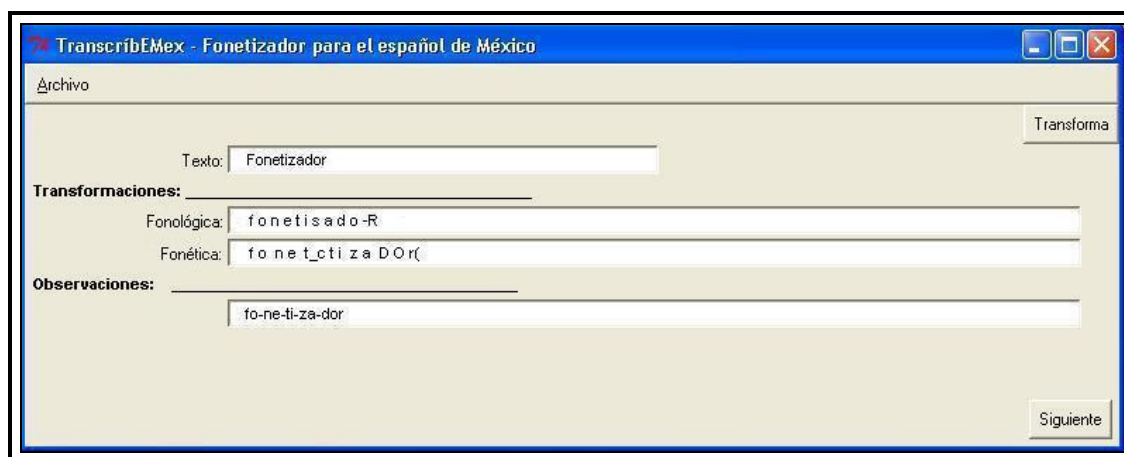 TranscríbEMex - Fonetizador para el español de México
Archivo
Transforma
Texto: Fonetizador
Transformaciones:
Fonológica: f o n e t i s a d o -R
Fonética: f o n e t_c t i z a D O r(
Observaciones:
fo-ne-ti-za-dor
Siguiente